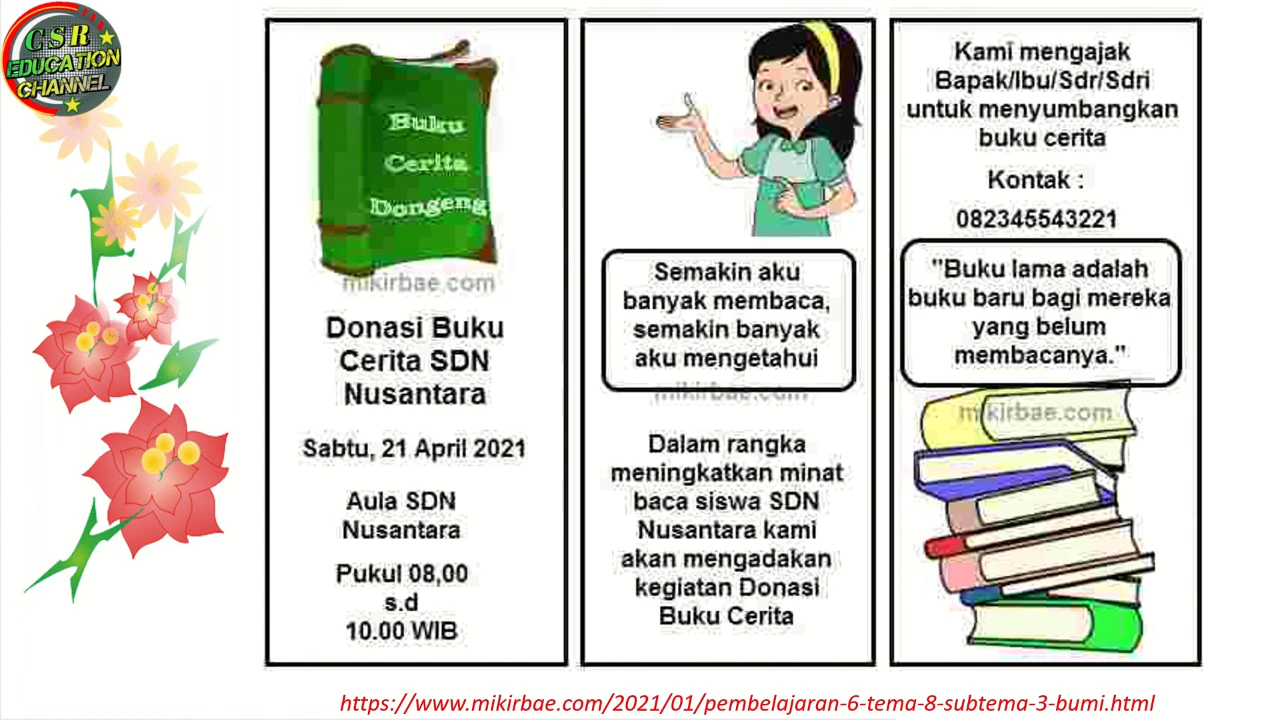 CSR
EDUCATION
CHANNEL
Buku
Cerita
Dongeng
mikirbae.com
Donasi Buku
Cerita SDN
Nusantara
Sabtu, 21 April 2021
Aula SDN
Nusantara
Pukul 08,00
s.d
10.00 WIB
Semakin aku
banyak membaca,
semakin banyak
aku mengetahui
mikirbae.com
Dalam rangka
meningkatkan minat
baca siswa SDN
Nusantara kami
akan mengadakan
kegiatan Donasi
Buku Cerita
Kami mengajak
Bapak/Ibu/Sdr/Sdri
untuk menyumbangkan
buku cerita
Kontak :
082345543221
"Buku lama adalah
buku baru bagi mereka
yang belum
membacanya."
mikirbae.com
https://www.mikirbae.com/2021/01/pembelajaran-6-tema-8-subtema-3-bumi.html